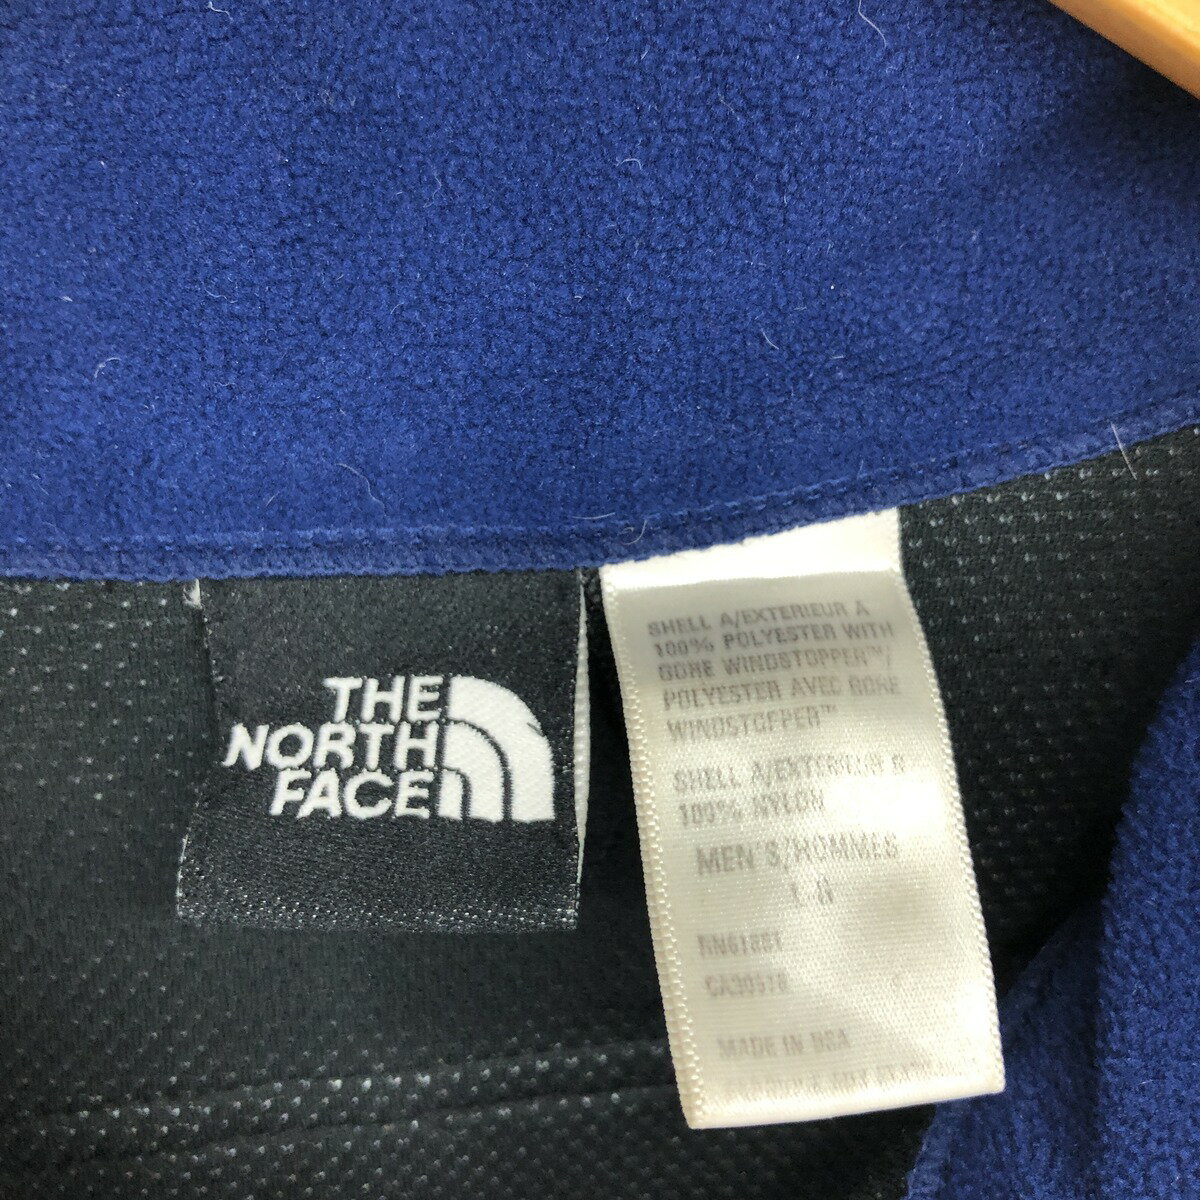 THE
NORTH
FACE
SHELL A/EXTERIEUR A
100% POLYESTER WITH
GORE WINDSTOPPER™/
POLYESTER AVEC GORE
WINDSTOPPER™
SHELL A/EXTERIEUR
100% NYLON
MEN'S/HOMMES
MADE IN USA